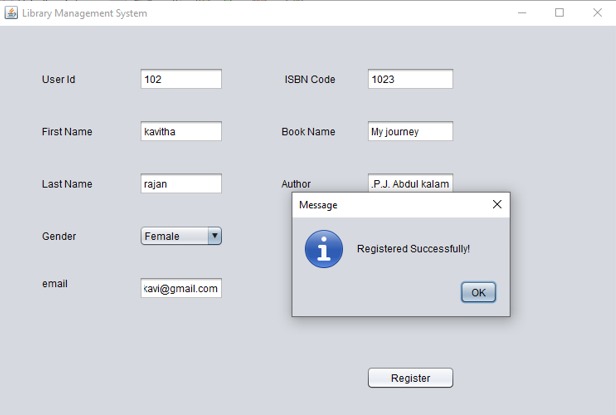 Library Management System
User Id 102 ISBN Code 1023
First Name kavitha Book Name My journey
Last Name rajan Author .P.J. Abdul kalam
Message
Gender Female
Registered Successfully!
email kavi@gmail.com
OK
Register